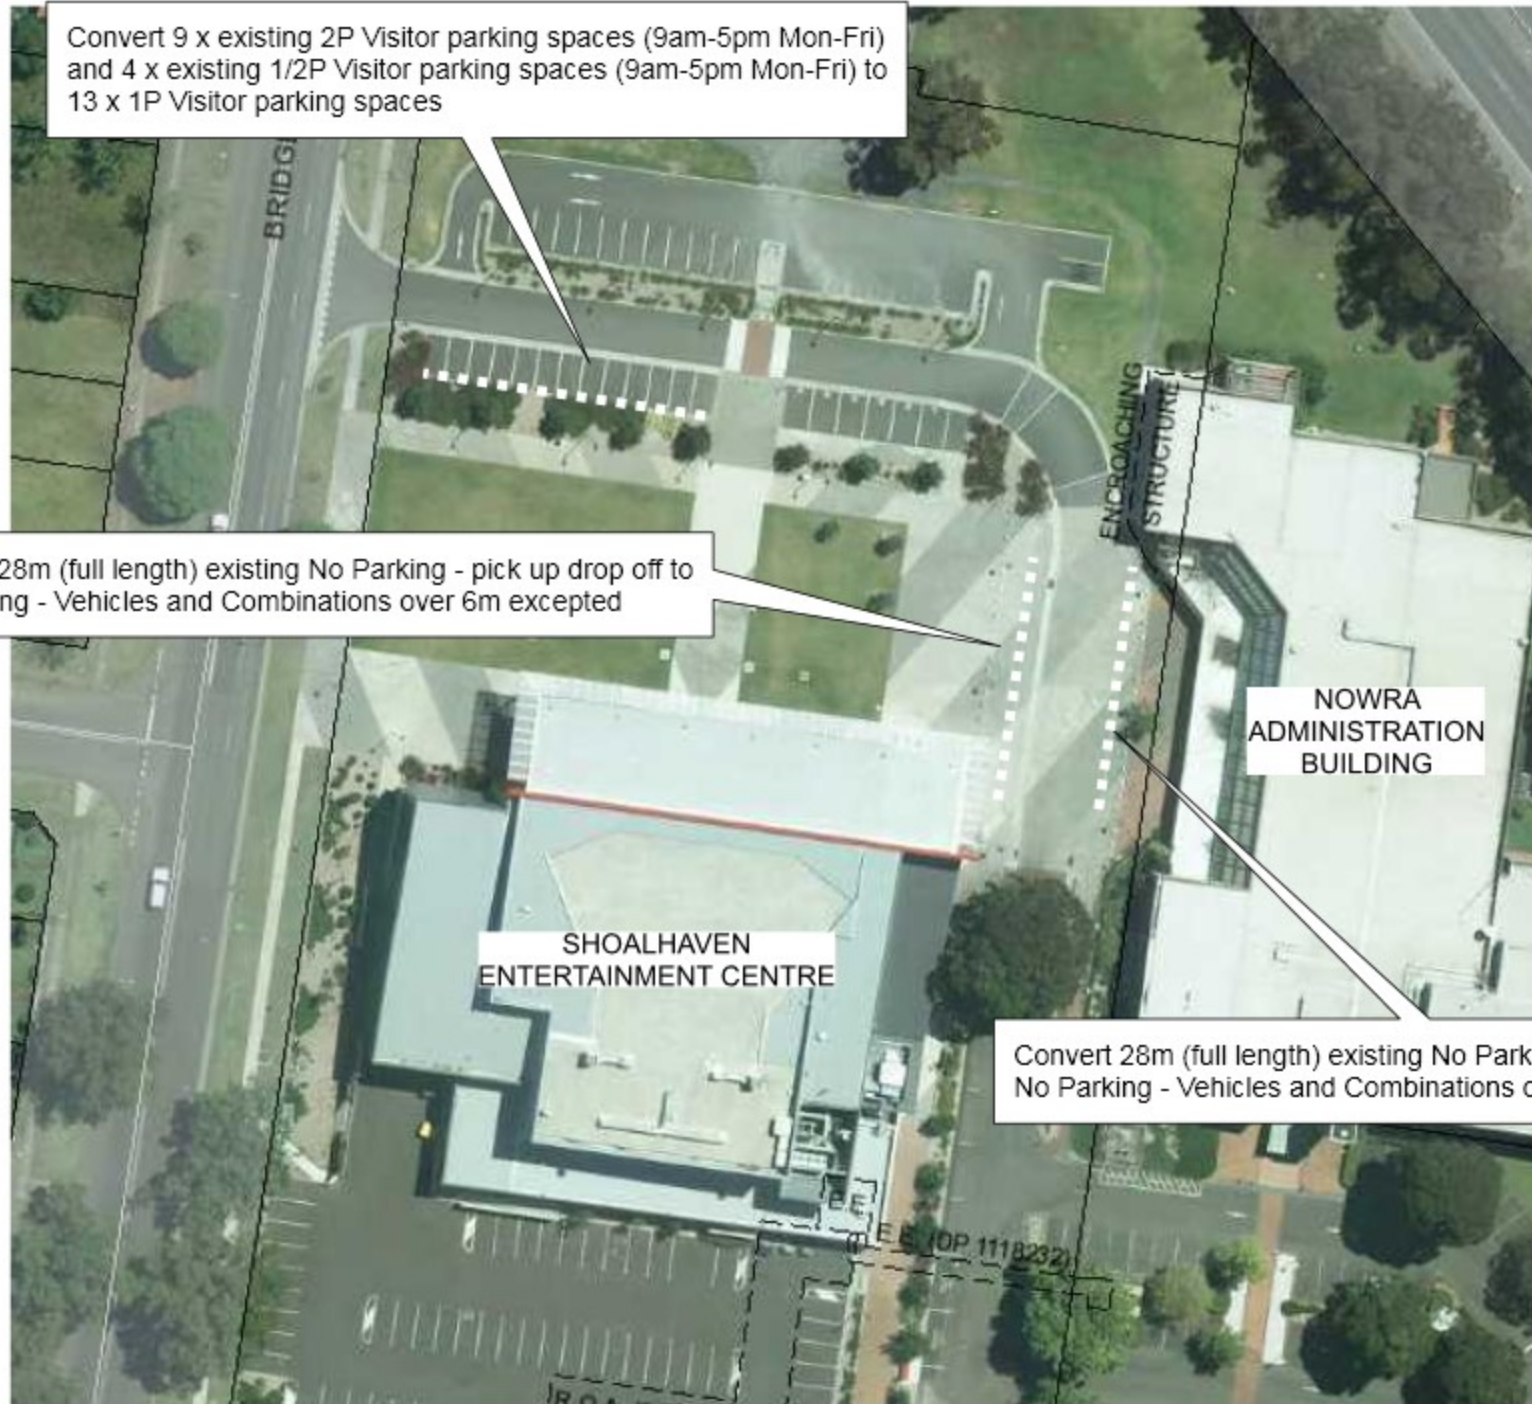 Convert 9 x existing 2P Visitor parking spaces (9am-5pm Mon-Fri)
and 4 x existing 1/2P Visitor parking spaces (9am-5pm Mon-Fri) to
13 x 1P Visitor parking spaces
BRIDG
ENCROACHING
STRUCTURE
28m (full length) existing No Parking - pick up drop off to
ng - Vehicles and Combinations over 6m excepted
NOWRA
ADMINISTRATION
BUILDING
SHOALHAVEN
ENTERTAINMENT CENTRE
Convert 28m (full length) existing No Park
No Parking - Vehicles and Combinations o
E.E. (DP 1118232)